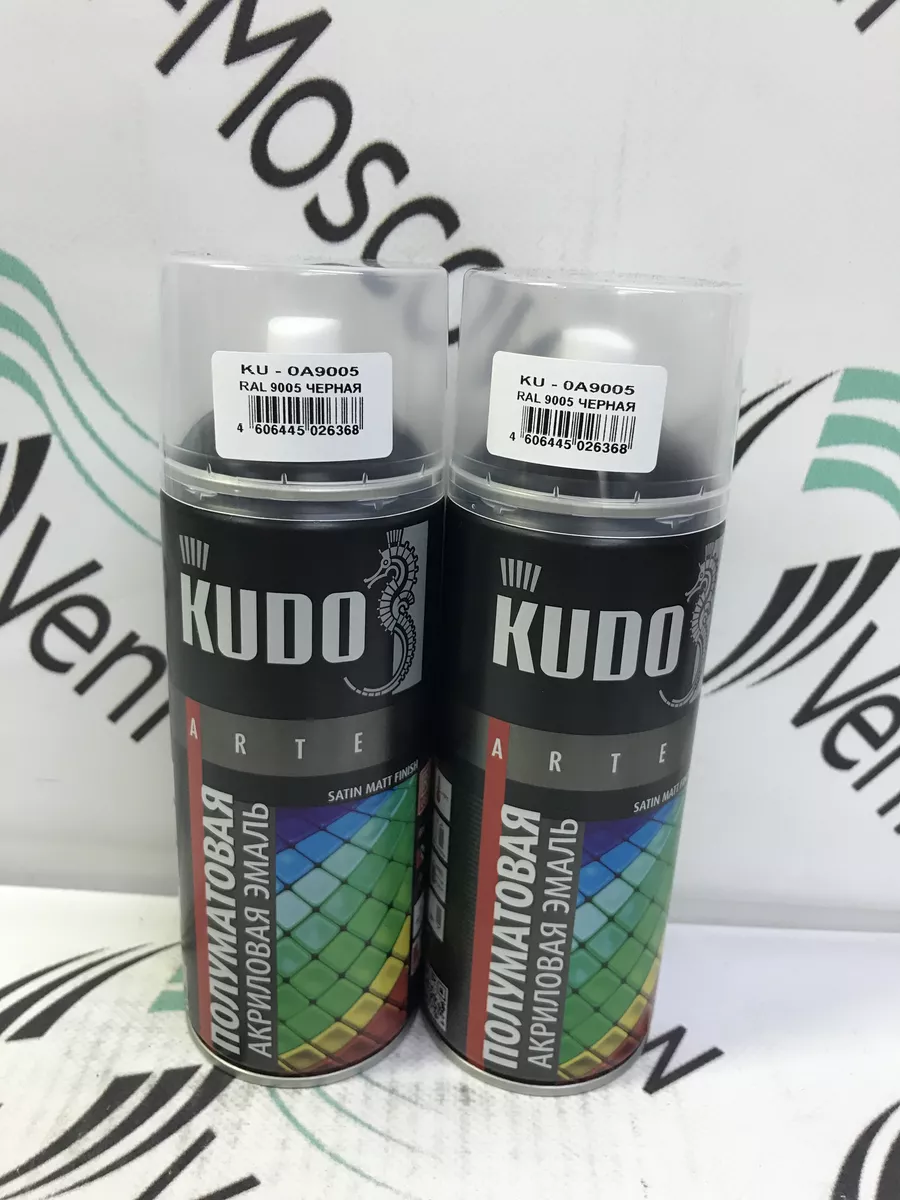 Moscow
KU - 0A9005
RAL 9005 ЧЕРНАЯ
4 606445 026368
KU - 0A9005
RAL 9005 ЧЕРНАЯ
4 606445 026368
KUDO
ARTE
SATIN MATT FINISH
ПОЛУМАТОВАЯ
АКРИЛОВАЯ ЭМАЛЬ
KUDO
ARTE
SATIN MATT
ПОЛУМАТОВАЯ
АКРИЛОВАЯ ЭМАЛЬ